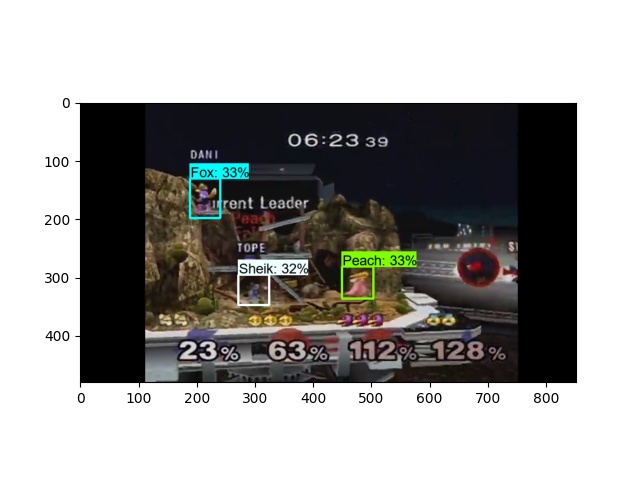 0
100
200
300
400
0 100 200 300 400 500 600 700 800
06:23 39
DANI
Fox: 33%
urrent Leader
Peach
TOPE
Sheik: 32%
Peach: 33%
23% 63% 112% 128%